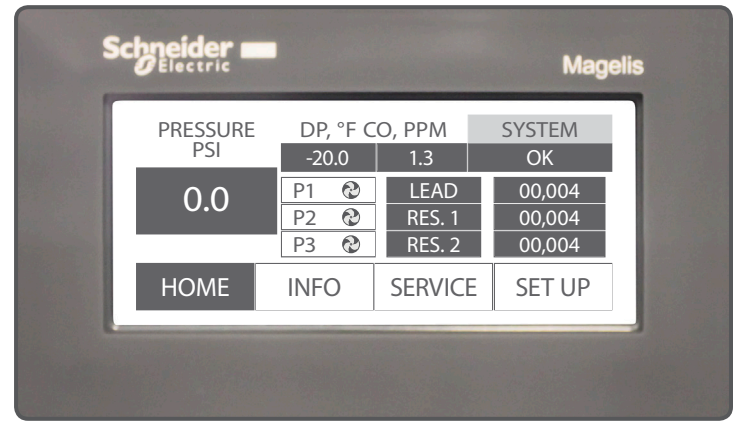 Schneider
Electric
Magelis
PRESSURE PSI
DP, °F CO, PPM
SYSTEM
-20.0 1.3 OK
0.0
P1 LEAD 00,004
P2 RES. 1 00,004
P3 RES. 2 00,004
HOME INFO SERVICE SET UP